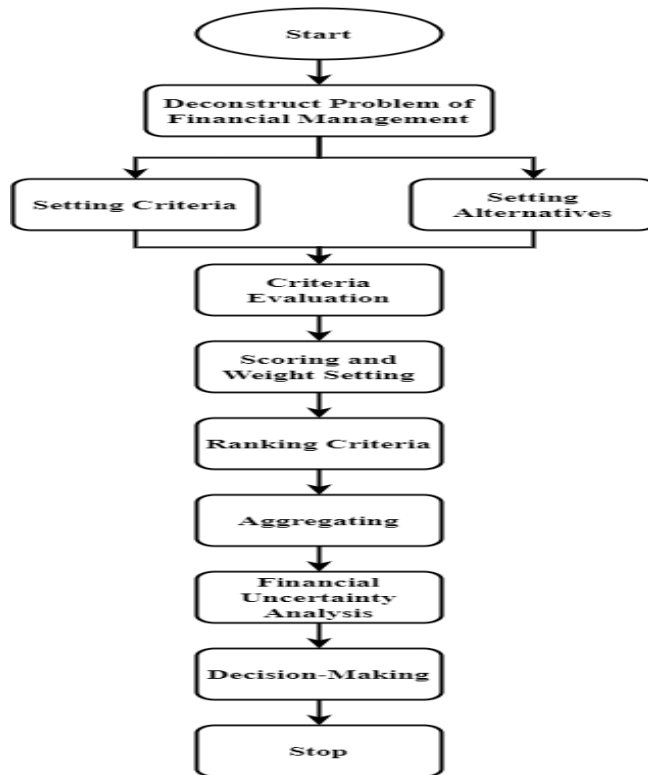 Start
Deconstruct Problem of
Financial Management
Setting Criteria
Setting
Alternatives
Criteria
Evaluation
Scoring and
Weight Setting
Ranking Criteria
Aggregating
Financial
Uncertainty
Analysis
Decision-Making
Stop